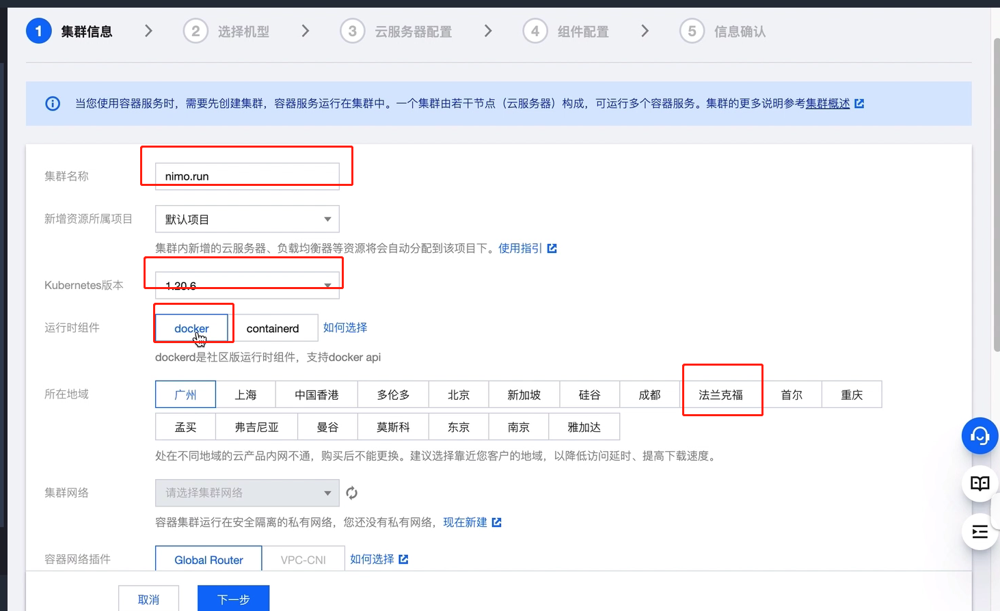 1 集群信息 2 选择机型 3 云服务器配置 4 组件配置 5 信息确认
当您使用容器服务时，需要先创建集群，容器服务运行在集群中。一个集群由若干节点（云服务器）构成，可运行多个容器服务。集群的更多说明参考集群概述
集群名称 nimo.run
新增资源所属项目 默认项目
集群内新增的云服务器、负载均衡器等资源将会自动分配到该项目下。使用指引
Kubernetes版本 1.20.6
运行时组件 docker containerd 如何选择
dockerd是社区版运行时组件，支持docker api
所在地域 广州 上海 中国香港 多伦多 北京 新加坡 硅谷 成都 法兰克福 首尔 重庆
孟买 弗吉尼亚 曼谷 莫斯科 东京 南京 雅加达
处在不同地域的云产品内网不通，购买后不能更换。建议选择靠近您客户的地域，以降低访问延时、提高下载速度。
集群网络 请选择集群网络
容器集群运行在安全隔离的私有网络，您还没有私有网络，现在新建
容器网络插件 Global Router VPC-CNI 如何选择
取消 下一步